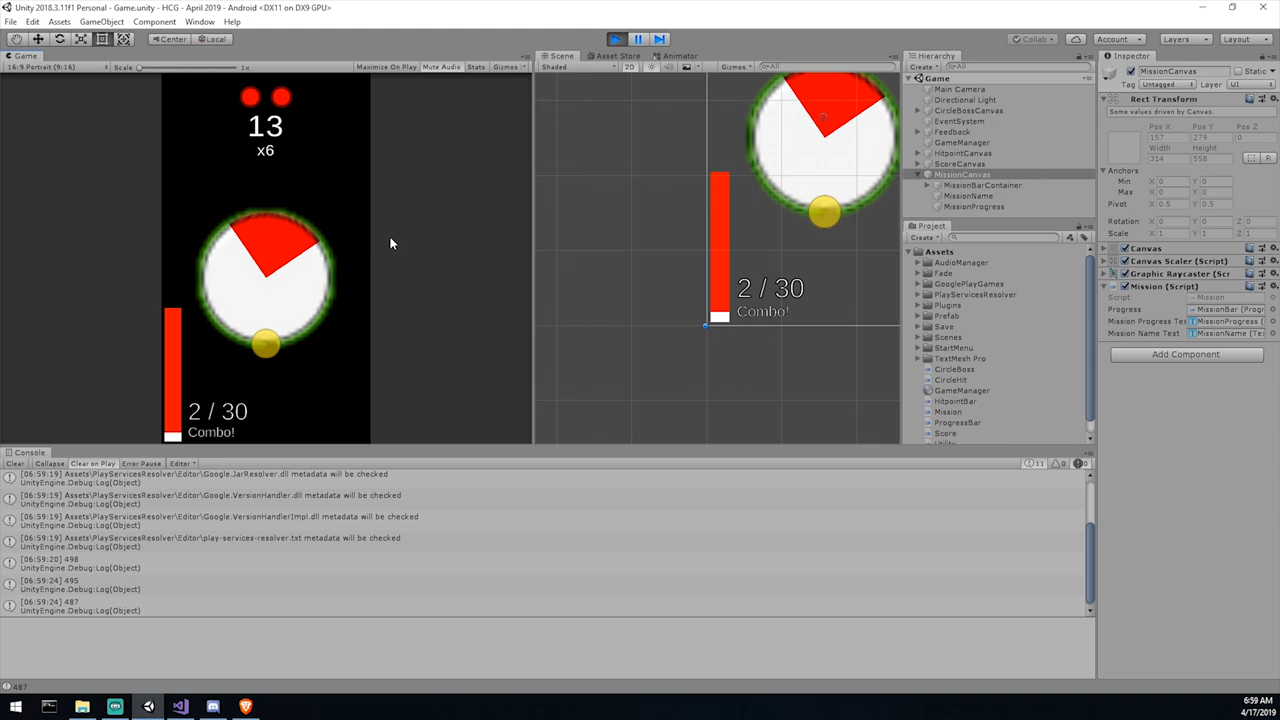 Unity 2018.3.11f1 Personal - Game.unity - HCG - April 2019 - Android <DX11 on DX9 GPU>
File Edit Assets GameObject Component Window Help
Center Local Collab Account Layers Layout
Game
16:9 Portrait (9:16) Scale 1x Maximize On Play Mute Audio Stats Gizmos
13
x6
2 / 30
Combo!
Scene Asset Store Animator
Shaded 2D Gizmos All
2 / 30
Combo!
Hierarchy
Create All
Game
Main Camera
Directional Light
CircleBossCanvas
EventSystem
Feedback
GameManager
HitpointCanvas
ScoreCanvas
MissionCanvas
MissionBarContainer
MissionName
MissionProgress
Project
Create
Assets
AudioManager
Fade
GooglePlayGames
PlayServicesResolver
Plugins
Prefab
Save
Scenes
StartMenu
TextMesh Pro
CircleBoss
CircleHit
GameManager
HitpointBar
Mission
ProgressBar
Score
Inspector
MissionCanvas Static
Tag Untagged Layer UI
Rect Transform
Some values driven by Canvas.
Pos X Pos Y Pos Z
157 279 0
Width Height
314 558
R
Anchors
Min X 0 Y 0
Max X 0 Y 0
Pivot X 0.5 Y 0.5
Rotation X 0 Y 0 Z 0
Scale X 1 Y 1 Z 1
Canvas
Canvas Scaler (Script)
Graphic Raycaster (Scr
Mission (Script)
Script Mission
Progress MissionBar (Prog
Mission Progress Te MissionProgress (
Mission Name Text MissionName (Te
Add Component
Console
Clear Collapse Clear on Play Error Pause Editor 11 0 0
[06:59:19] Assets\PlayServicesResolver\Editor\Google.JarResolver.dll metadata will be checked
UnityEngine.Debug:Log(Object)
[06:59:19] Assets\PlayServicesResolver\Editor\Google.VersionHandler.dll metadata will be checked
UnityEngine.Debug:Log(Object)
[06:59:19] Assets\PlayServicesResolver\Editor\Google.VersionHandlerImpl.dll metadata will be checked
UnityEngine.Debug:Log(Object)
[06:59:19] Assets\PlayServicesResolver\Editor\play-services-resolver.txt metadata will be checked
UnityEngine.Debug:Log(Object)
[06:59:20] 498
UnityEngine.Debug:Log(Object)
[06:59:24] 495
UnityEngine.Debug:Log(Object)
[06:59:24] 487
UnityEngine.Debug:Log(Object)
487
6:59 AM
4/17/2019